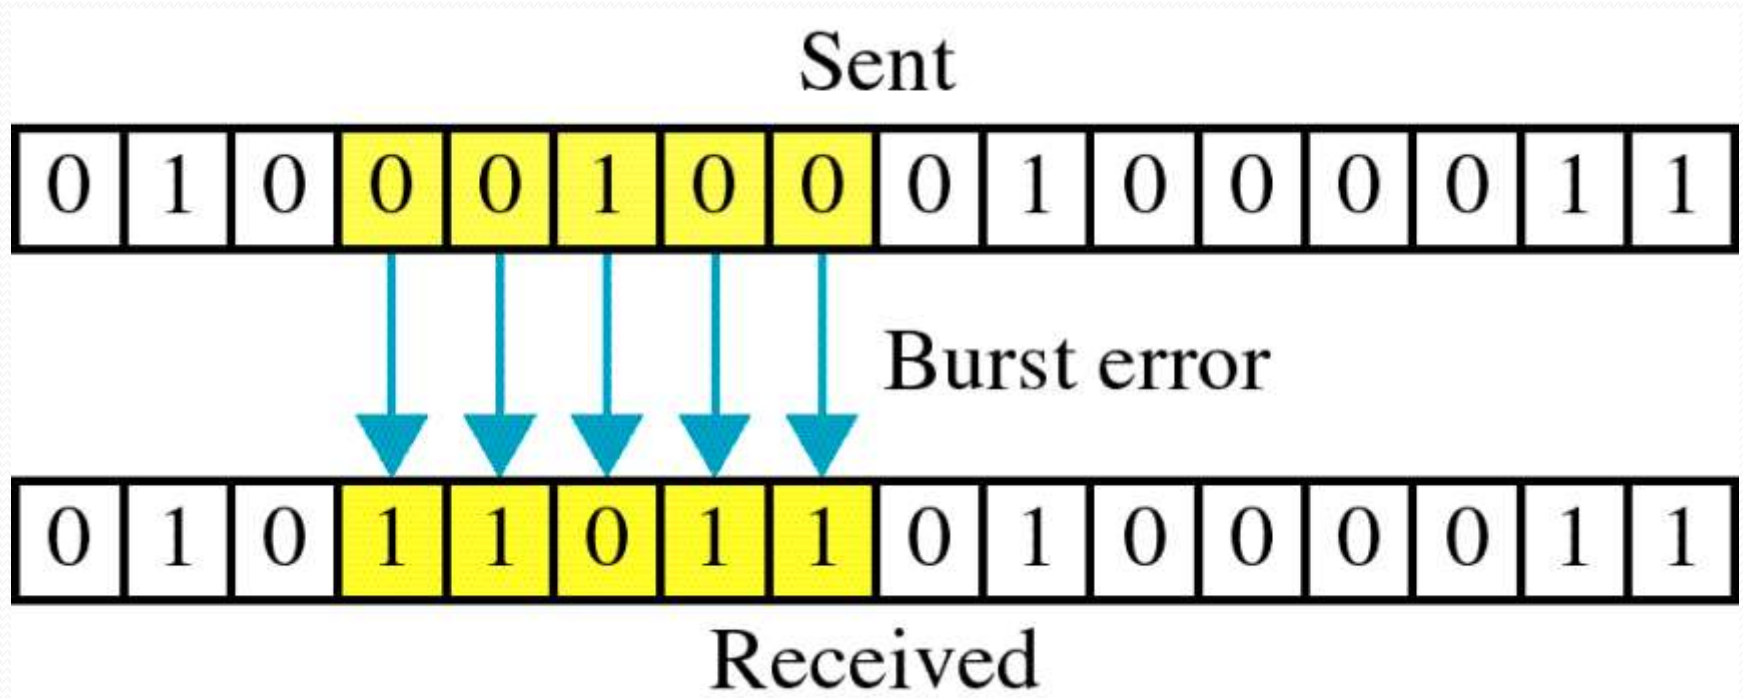 Sent
0 1 0 0 0 1 0 0 0 1 0 0 0 0 1 1
Burst error
0 1 0 1 1 0 1 1 0 1 0 0 0 0 1 1
Received